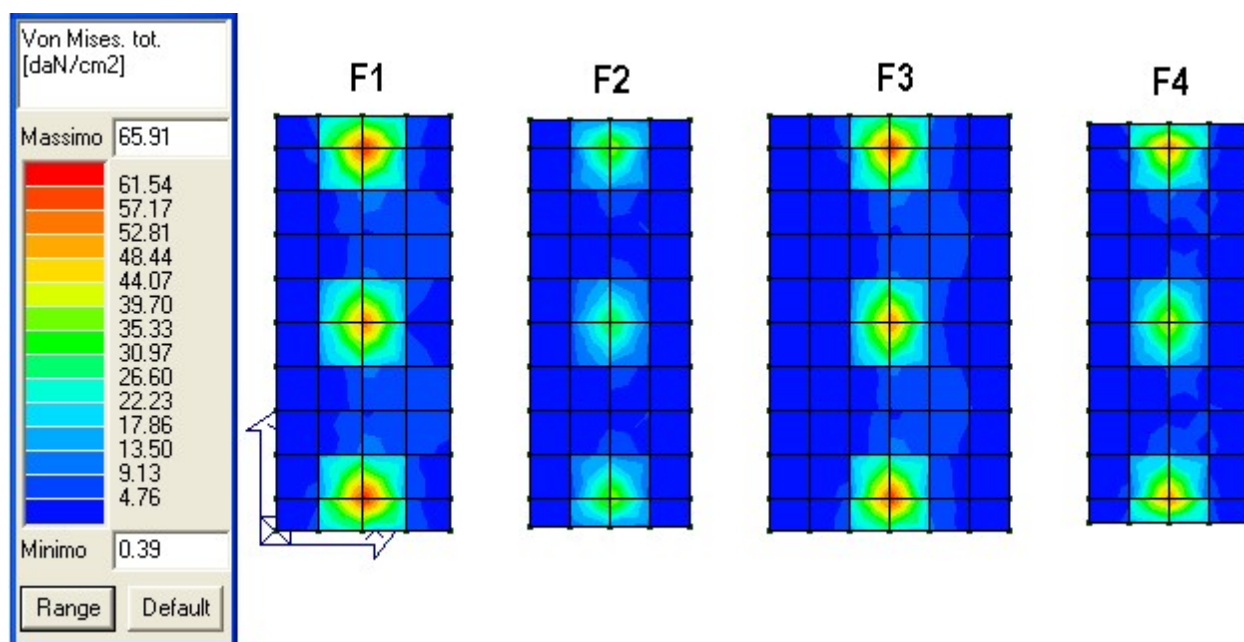 Von Mises. tot.
[daN/cm2]
Massimo 65.91
61.54
57.17
52.81
48.44
44.07
39.70
35.33
30.97
26.60
22.23
17.86
13.50
9.13
4.76
Minimo 0.39
Range Default
F1 F2 F3 F4